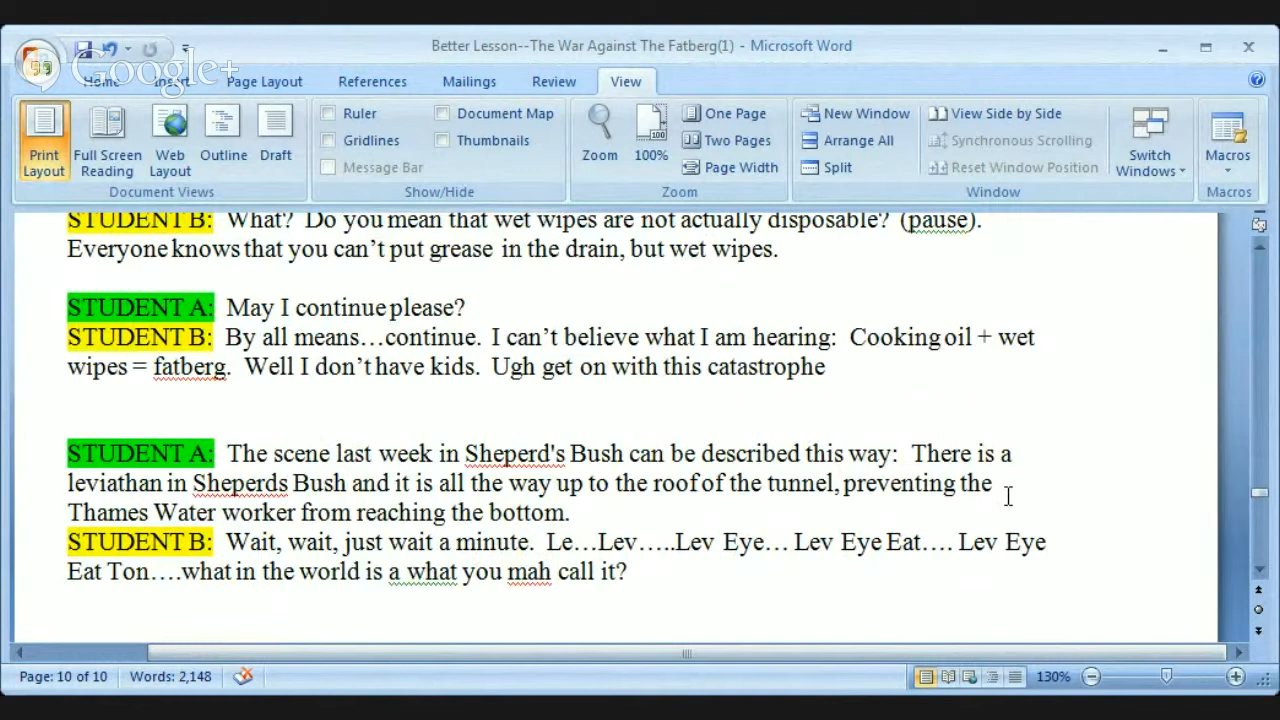 Better Lesson--The War Against The Fatberg(1) - Microsoft Word
Google+
Home Insert Page Layout References Mailings Review View
Print Layout
Full Screen Reading
Web Layout
Outline
Draft
Document Views
Ruler
Gridlines
Message Bar
Document Map
Thumbnails
Show/Hide
Zoom
100%
One Page
Two Pages
Page Width
Zoom
New Window
Arrange All
Split
View Side by Side
Synchronous Scrolling
Reset Window Position
Switch Windows
Window
Macros
Macros
STUDENT B: What? Do you mean that wet wipes are not actually disposable? (pause).
Everyone knows that you can’t put grease in the drain, but wet wipes.
STUDENT A: May I continue please?
STUDENT B: By all means…continue. I can’t believe what I am hearing: Cooking oil + wet
wipes = fatberg. Well I don’t have kids. Ugh get on with this catastrophe
STUDENT A: The scene last week in Sheperd's Bush can be described this way: There is a
leviathan in Sheperds Bush and it is all the way up to the roof of the tunnel, preventing the
Thames Water worker from reaching the bottom.
STUDENT B: Wait, wait, just wait a minute. Le…Lev…..Lev Eye… Lev Eye Eat…. Lev Eye
Eat Ton….what in the world is a what you mah call it?
Page: 10 of 10 Words: 2,148 130%